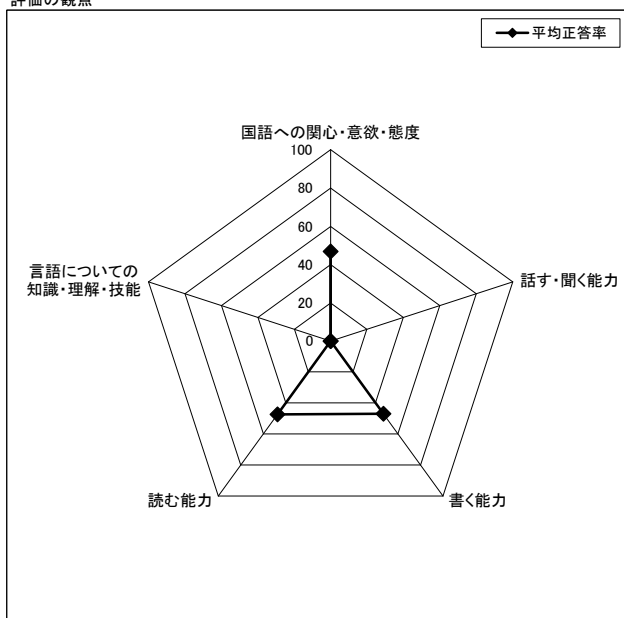 評価の観点
平均正答率
国語への関心・意欲・態度
100
80
60
40
20
0
言語についての
知識・理解・技能
話す・聞く能力
読む能力
書く能力